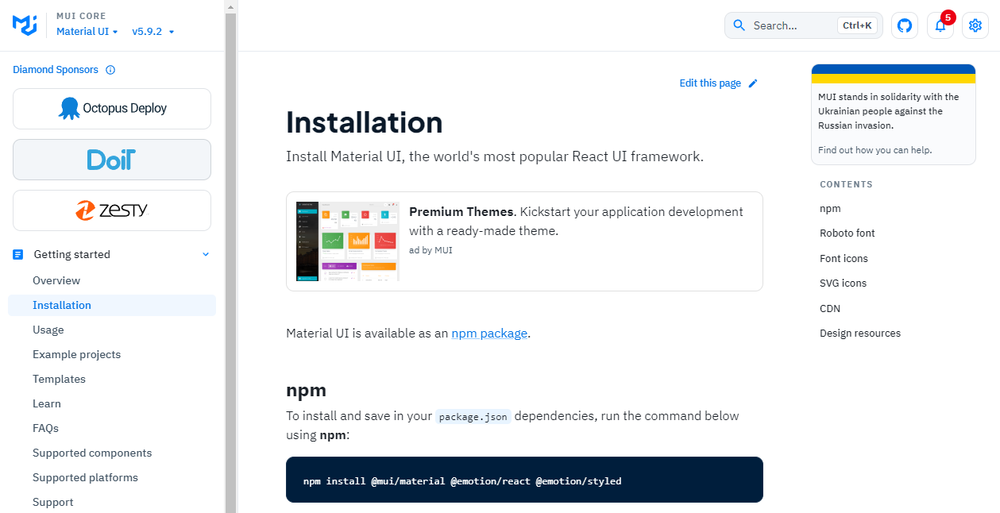 MUI CORE
Material UI
v5.9.2
Search…
Ctrl+K
5
Diamond Sponsors
Octopus Deploy
DoiT
ZESTY
Getting started
Overview
Installation
Usage
Example projects
Templates
Learn
FAQs
Supported components
Supported platforms
Support
Edit this page
Installation
Install Material UI, the world's most popular React UI framework.
Premium Themes. Kickstart your application development
with a ready-made theme.
ad by MUI
Material UI is available as an npm package.
npm
To install and save in your package.json dependencies, run the command below
using npm:
npm install @mui/material @emotion/react @emotion/styled
MUI stands in solidarity with the
Ukrainian people against the
Russian invasion.
Find out how you can help.
CONTENTS
npm
Roboto font
Font icons
SVG icons
CDN
Design resources